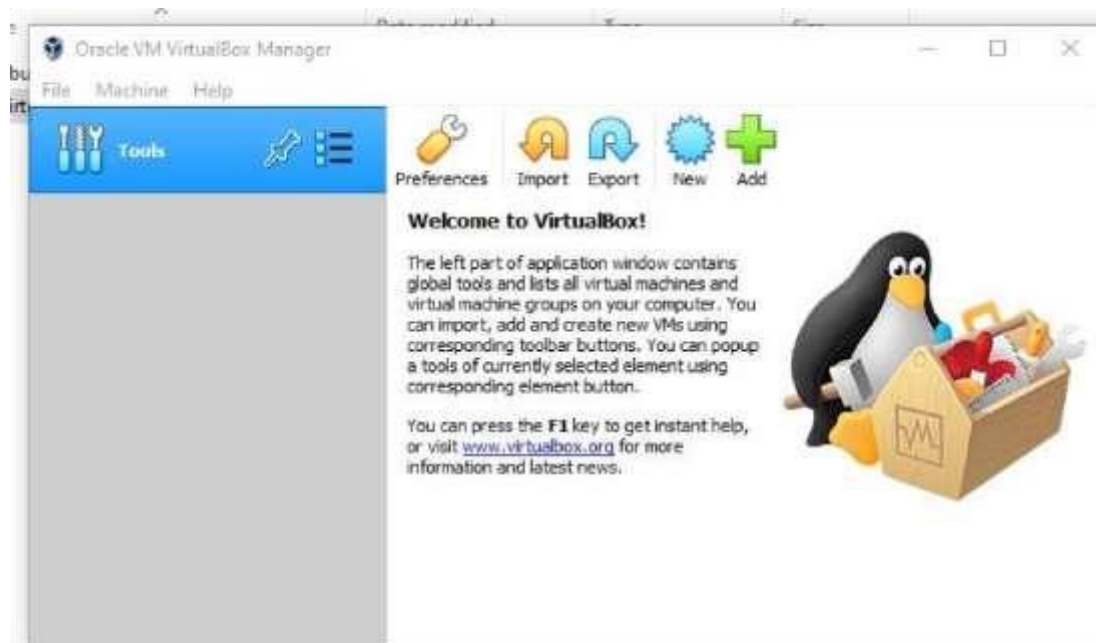 Oracle VM VirtualBox Manager
File Machine Help
Tools
Preferences Import Export New Add
Welcome to VirtualBox!
The left part of application window contains
global tools and lists all virtual machines and
virtual machine groups on your computer. You
can import, add and create new VMs using
corresponding toolbar buttons. You can popup
a tools of currently selected element using
corresponding element button.
You can press the F1 key to get instant help,
or visit www.virtualbox.org for more
information and latest news.